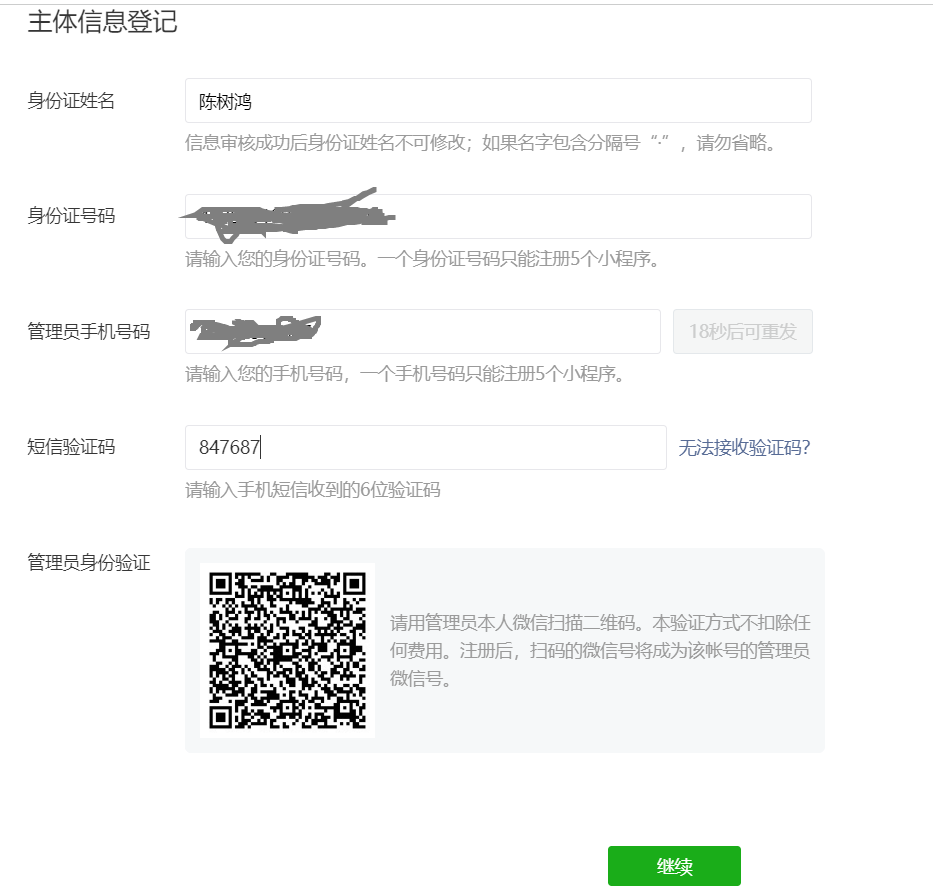 主体信息登记
身份证姓名
陈树鸿
信息审核成功后身份证姓名不可修改；如果名字包含分隔号“·”，请勿省略。
身份证号码
请输入您的身份证号码。一个身份证号码只能注册5个小程序。
管理员手机号码
18秒后可重发
请输入您的手机号码，一个手机号码只能注册5个小程序。
短信验证码
847687
无法接收验证码？
请输入手机短信收到的6位验证码
管理员身份验证
请用管理员本人微信扫描二维码。本验证方式不扣除任
何费用。注册后，扫码的微信号将成为该帐号的管理员
微信号。
继续